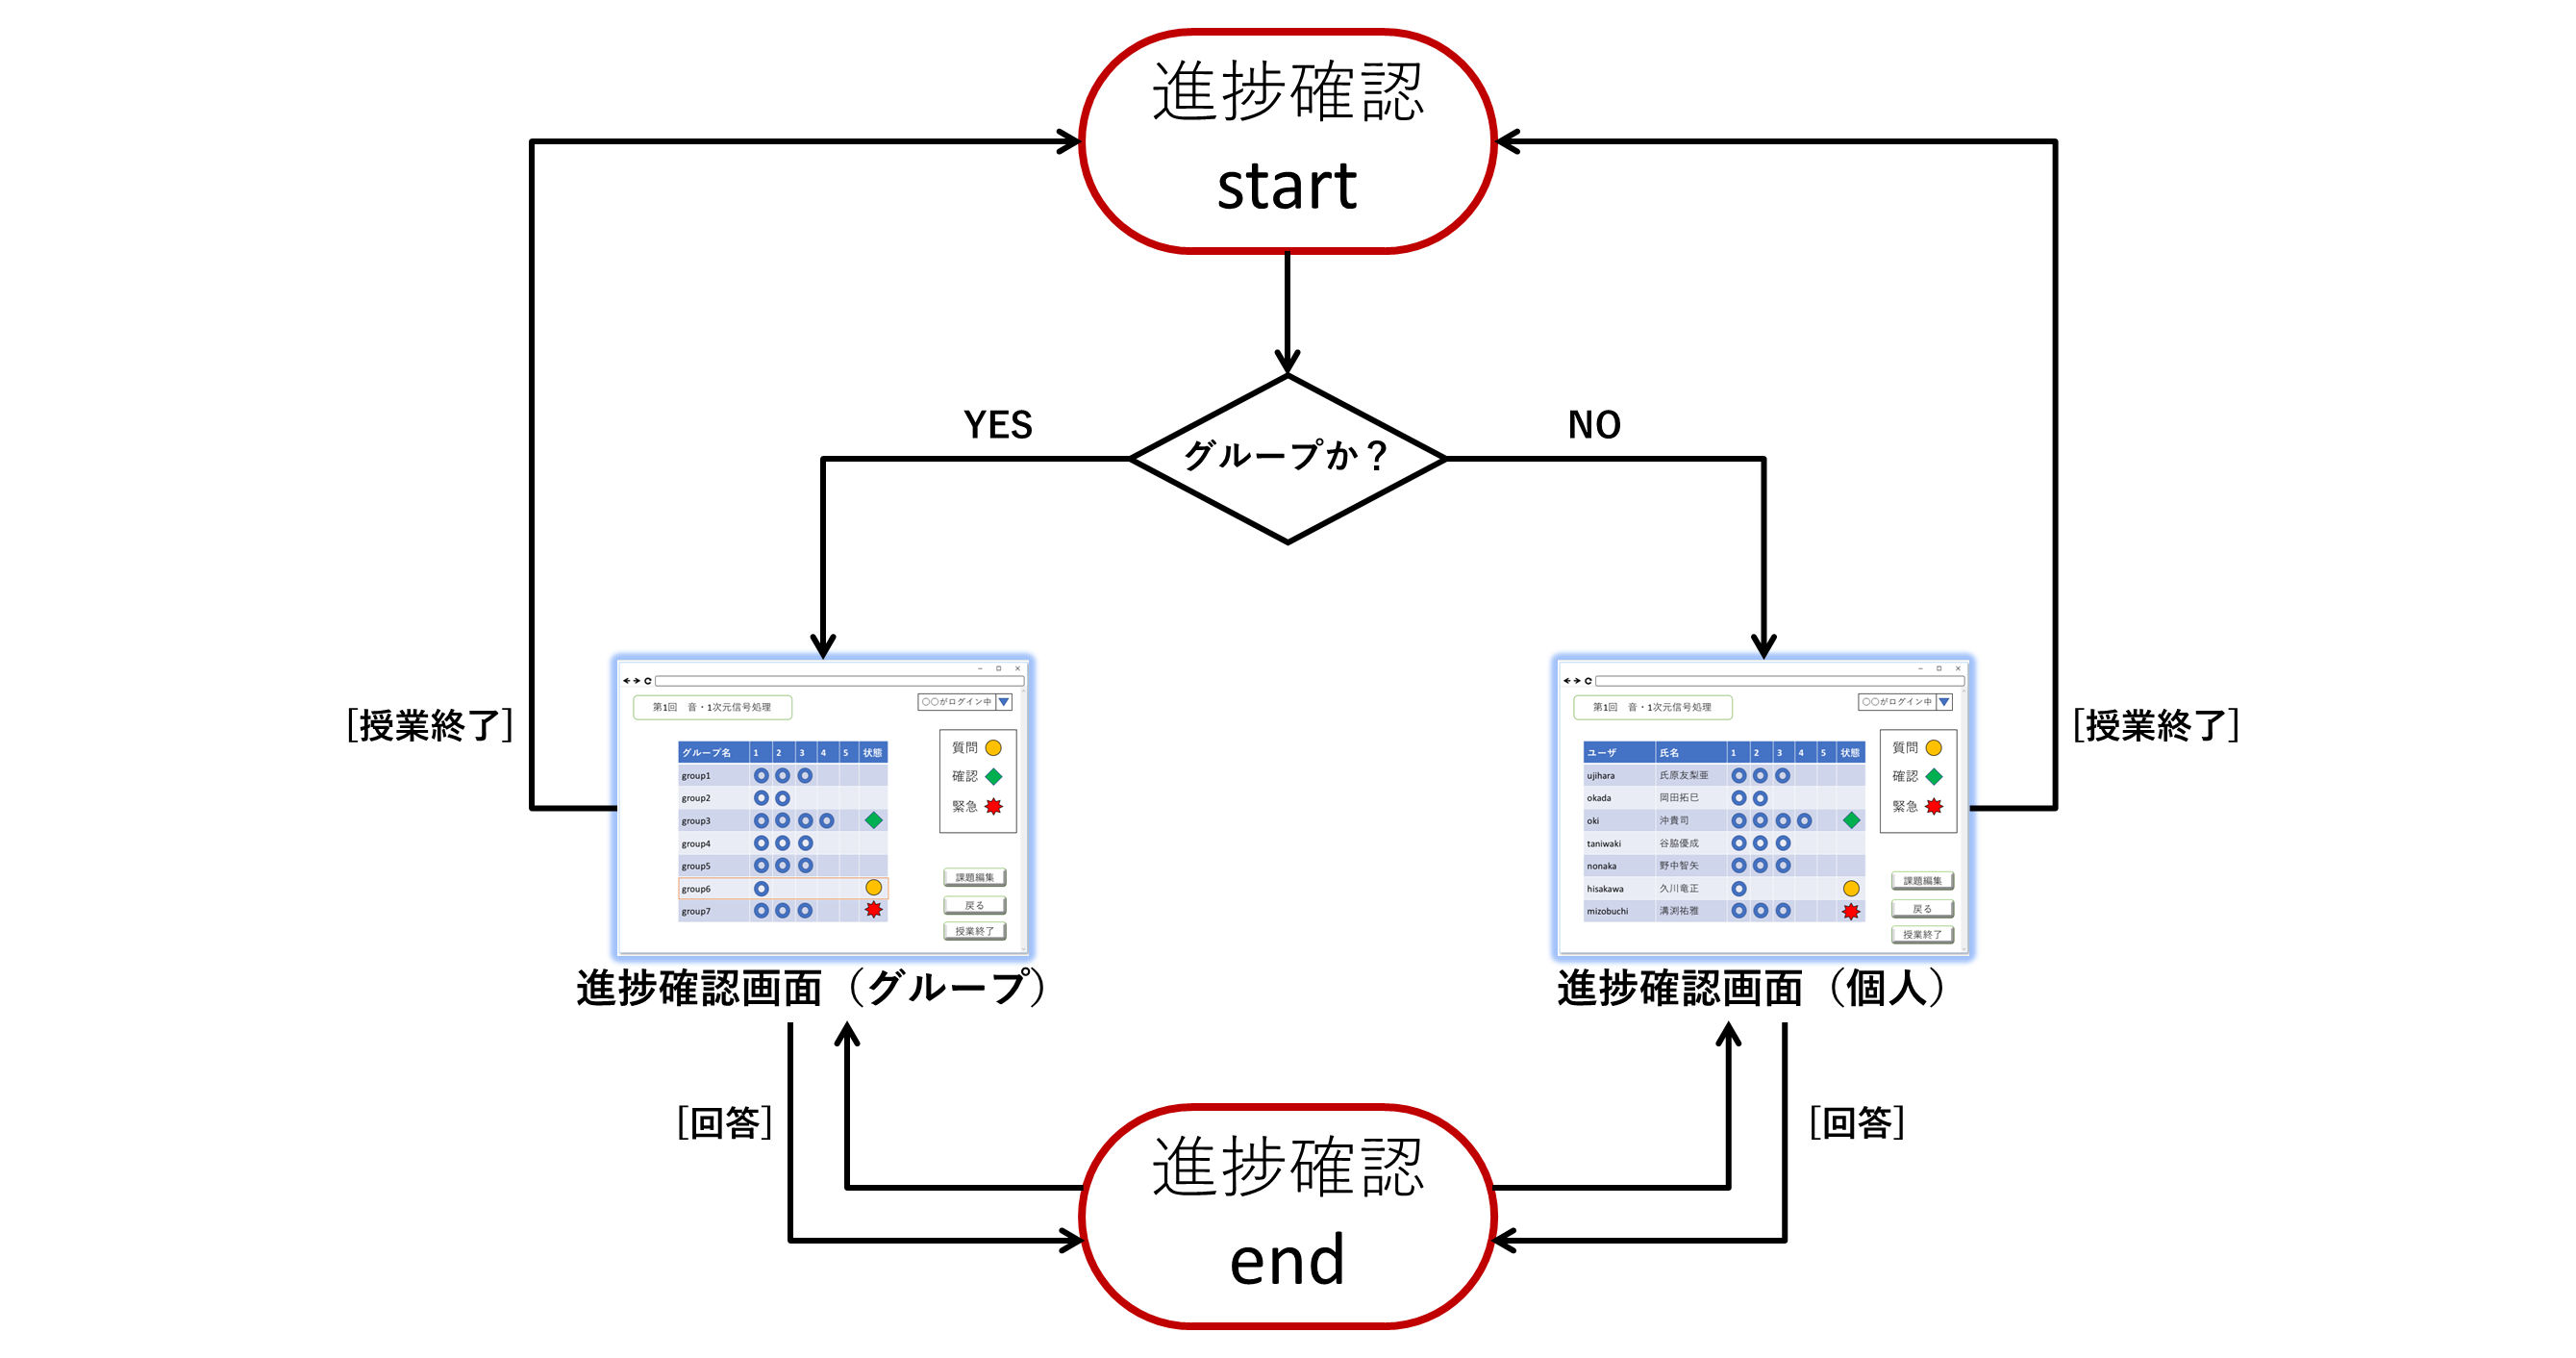 進捗確認
start
YES
NO
グループか？
[授業終了]
第1回　音・1次元信号処理
〇〇がログイン中
グループ名 1 2 3 4 5 状態
group1
group2
group3
group4
group5
group6
group7
質問
確認
緊急
課題編集
戻る
授業終了
進捗確認画面（グループ）
第1回　音・1次元信号処理
〇〇がログイン中
ユーザ 氏名 1 2 3 4 5 状態
ujihara 氏原友梨亜
okada 岡田拓巳
oki 沖貴司
taniwaki 谷脇優成
nonaka 野中智矢
hisakawa 久川竜正
mizobuchi 溝渕祐雅
質問
確認
緊急
課題編集
戻る
授業終了
進捗確認画面（個人）
[授業終了]
[回答]
[回答]
進捗確認
end